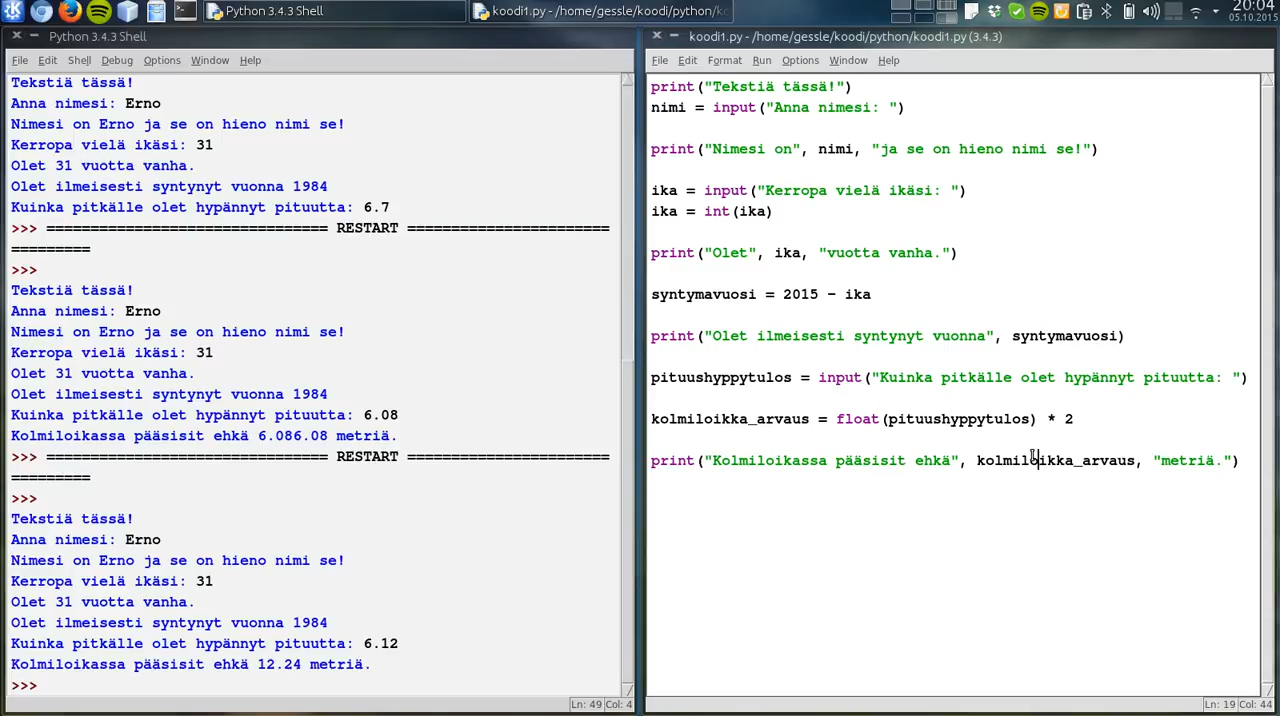 Python 3.4.3 Shell
koodi1.py - /home/gessle/koodi/python/k
20:04
05.10.2015
Python 3.4.3 Shell
File Edit Shell Debug Options Window Help
Tekstiä tässä!
Anna nimesi: Erno
Nimesi on Erno ja se on hieno nimi se!
Kerropa vielä ikäsi: 31
Olet 31 vuotta vanha.
Olet ilmeisesti syntynyt vuonna 1984
Kuinka pitkälle olet hypännyt pituutta: 6.7
>>> ================================ RESTART =======================
=========
>>>
Tekstiä tässä!
Anna nimesi: Erno
Nimesi on Erno ja se on hieno nimi se!
Kerropa vielä ikäsi: 31
Olet 31 vuotta vanha.
Olet ilmeisesti syntynyt vuonna 1984
Kuinka pitkälle olet hypännyt pituutta: 6.08
Kolmiloikassa pääsisit ehkä 6.086.08 metriä.
>>> ================================ RESTART =======================
=========
>>>
Tekstiä tässä!
Anna nimesi: Erno
Nimesi on Erno ja se on hieno nimi se!
Kerropa vielä ikäsi: 31
Olet 31 vuotta vanha.
Olet ilmeisesti syntynyt vuonna 1984
Kuinka pitkälle olet hypännyt pituutta: 6.12
Kolmiloikassa pääsisit ehkä 12.24 metriä.
>>>
Ln: 49 Col: 4
koodi1.py - /home/gessle/koodi/python/koodi1.py (3.4.3)
File Edit Format Run Options Window Help
print("Tekstiä tässä!")
nimi = input("Anna nimesi: ")
print("Nimesi on", nimi, "ja se on hieno nimi se!")
ika = input("Kerropa vielä ikäsi: ")
ika = int(ika)
print("Olet", ika, "vuotta vanha.")
syntymavuosi = 2015 - ika
print("Olet ilmeisesti syntynyt vuonna", syntymavuosi)
pituushyppytulos = input("Kuinka pitkälle olet hypännyt pituutta: ")
kolmiloikka_arvaus = float(pituushyppytulos) * 2
print("Kolmiloikassa pääsisit ehkä", kolmiloikka_arvaus, "metriä.")
Ln: 19 Col: 44